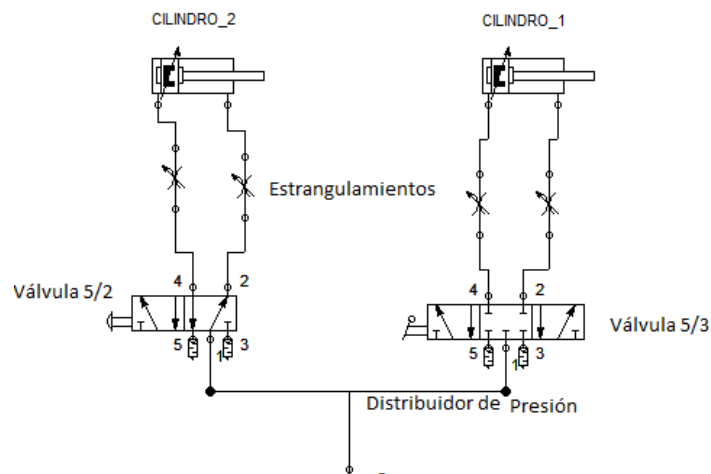 CILINDRO_2
CILINDRO_1
Estrangulamientos
4 2
4 2
Válvula 5/2
Válvula 5/3
5 1 3
5 1 3
Distribuidor de Presión